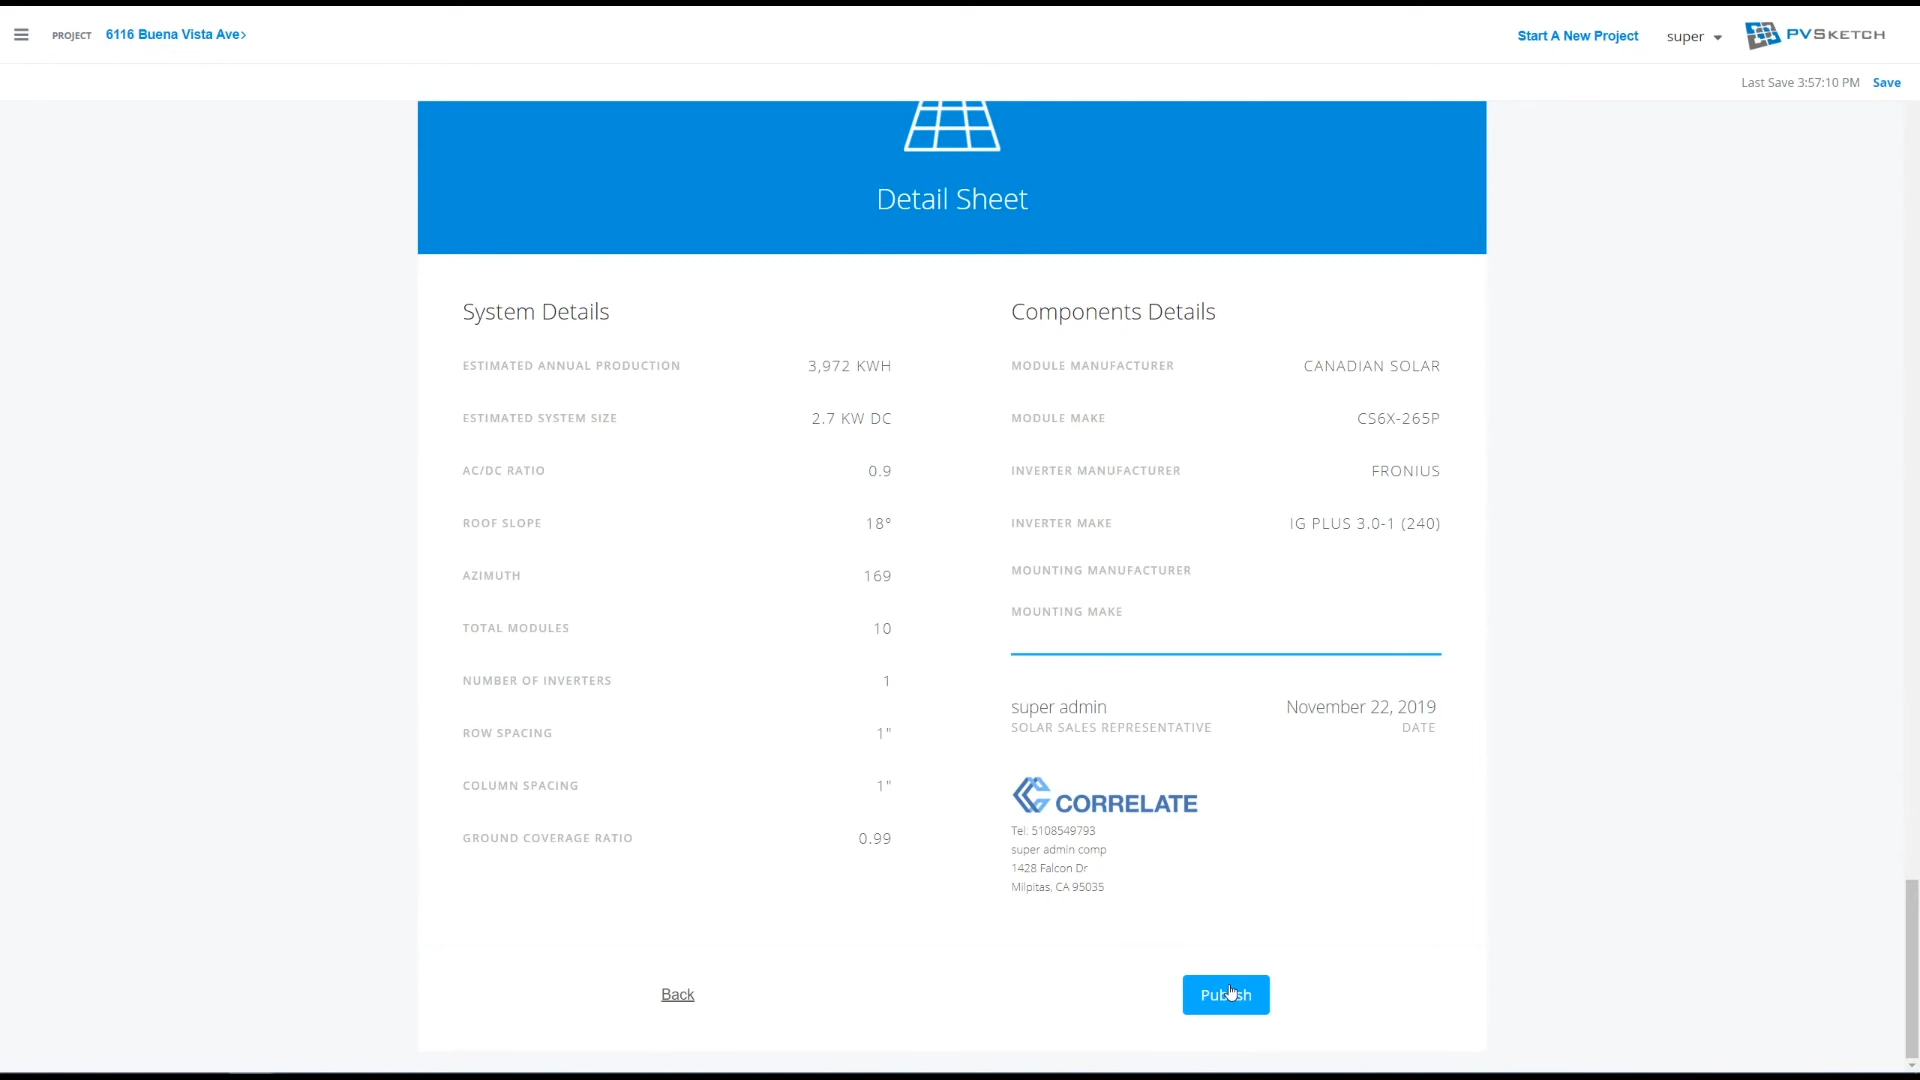 PROJECT 6116 Buena Vista Ave>
Start A New Project super PVSKETCH
Last Save 3:57:10 PM Save
Detail Sheet
System Details
ESTIMATED ANNUAL PRODUCTION 3,972 KWH
ESTIMATED SYSTEM SIZE 2.7 KW DC
AC/DC RATIO 0.9
ROOF SLOPE 18°
AZIMUTH 169
TOTAL MODULES 10
NUMBER OF INVERTERS 1
ROW SPACING 1"
COLUMN SPACING 1"
GROUND COVERAGE RATIO 0.99
Components Details
MODULE MANUFACTURER CANADIAN SOLAR
MODULE MAKE CS6X-265P
INVERTER MANUFACTURER FRONIUS
INVERTER MAKE IG PLUS 3.0-1 (240)
MOUNTING MANUFACTURER
MOUNTING MAKE
super admin November 22, 2019
SOLAR SALES REPRESENTATIVE DATE
CORRELATE
Tel: 5108549793
super admin comp
1428 Falcon Dr
Milpitas, CA 95035
Back Publish